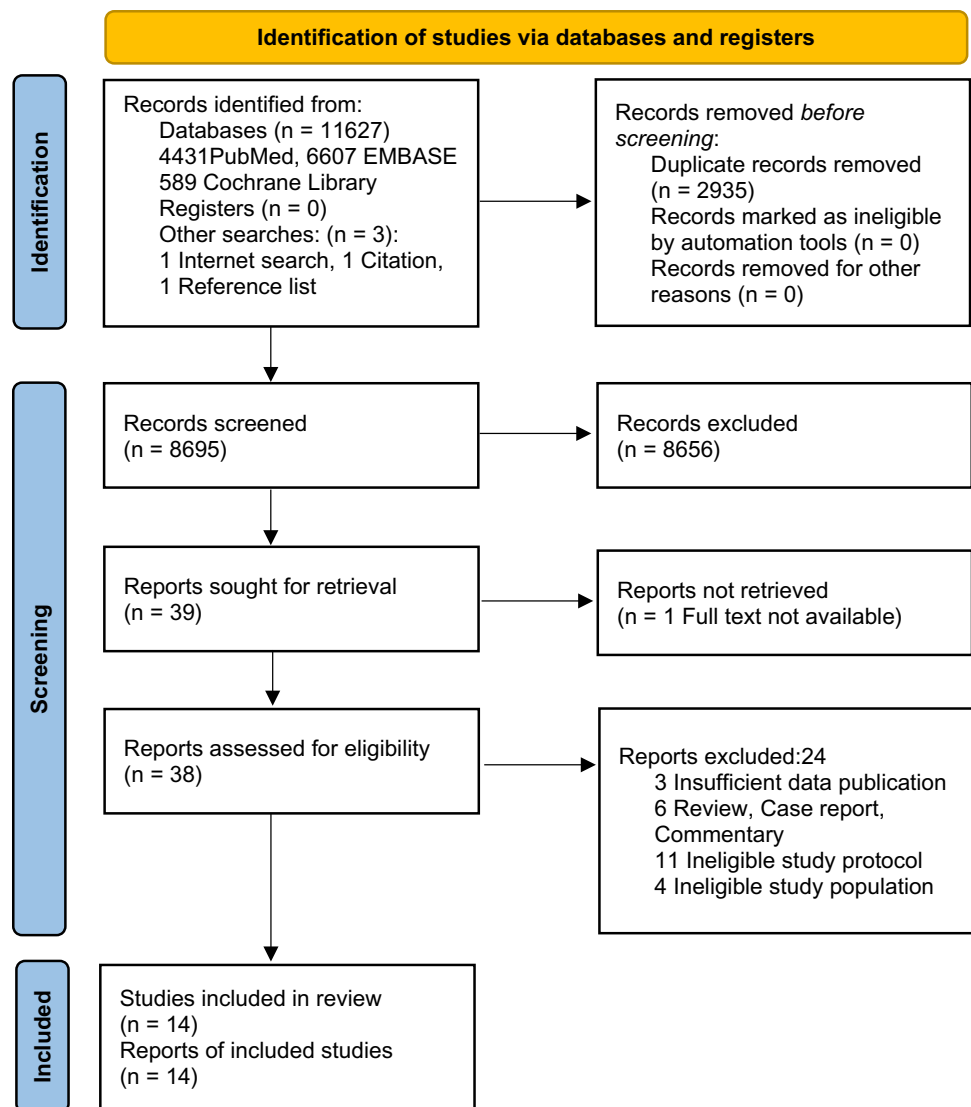 Identification of studies via databases and registers
Identification
Records identified from:
Databases (n = 11627)
4431PubMed, 6607 EMBASE
589 Cochrane Library
Registers (n = 0)
Other searches: (n = 3):
1 Internet search, 1 Citation,
1 Reference list
Records removed before
screening:
Duplicate records removed
(n = 2935)
Records marked as ineligible
by automation tools (n = 0)
Records removed for other
reasons (n = 0)
Screening
Records screened
(n = 8695)
Records excluded
(n = 8656)
Reports sought for retrieval
(n = 39)
Reports not retrieved
(n = 1 Full text not available)
Reports assessed for eligibility
(n = 38)
Reports excluded:24
3 Insufficient data publication
6 Review, Case report,
Commentary
11 Ineligible study protocol
4 Ineligible study population
Included
Studies included in review
(n = 14)
Reports of included studies
(n = 14)